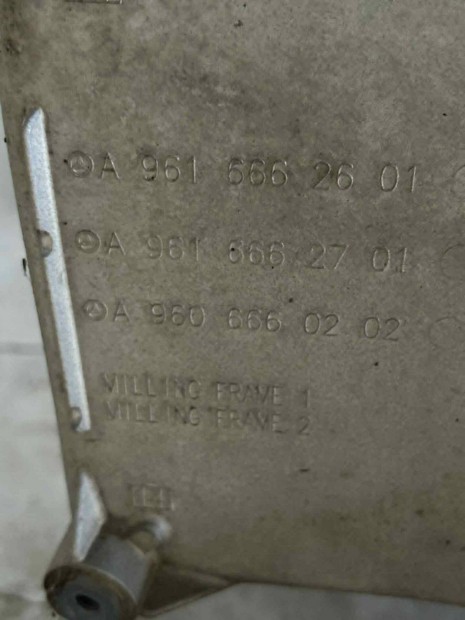 A 961 666 26 01
A 961 666 27 01
A 960 666 02 02
VILLING FRAVE 1
VILLING FRAVE 2